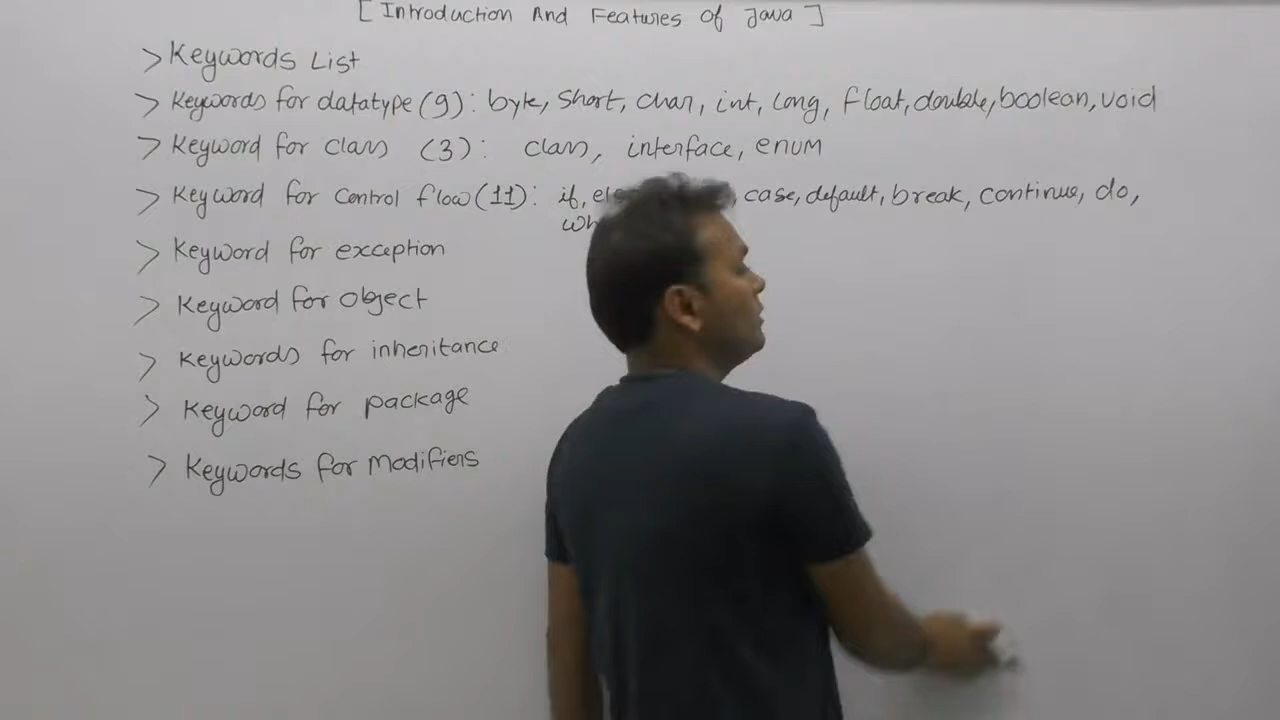 [Introduction And Features of Java]
> Keywords List
> Keywords for datatype (9): byte, short, char, int, long, float, double, boolean, void
> Keyword for class (3): class, interface, enum
> Keyword for control flow (11): if, case, default, break, continue, do,
> Keyword for exception
> Keyword for object
> Keywords for inheritance
> Keyword for package
> Keywords for Modifiers